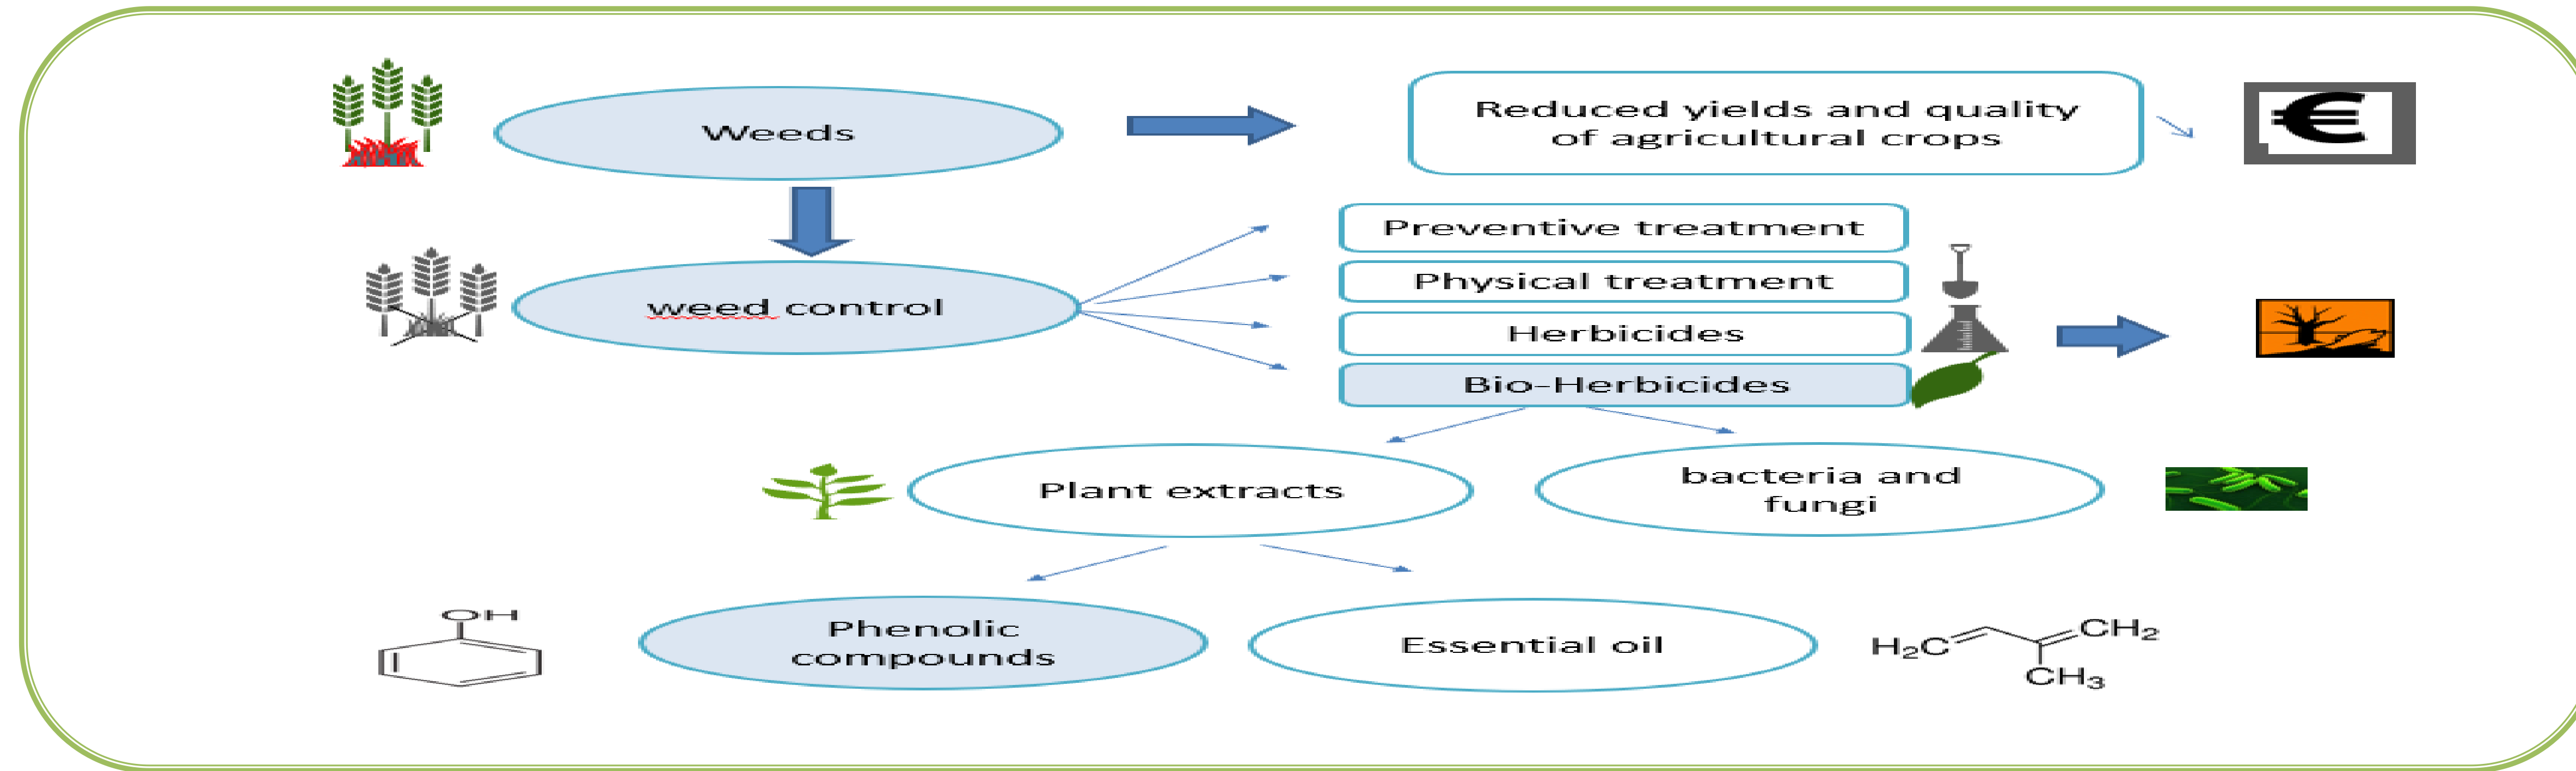 Weeds
Reduced yields and quality
of agricultural crops
€
Preventive treatment
Physical treatment
weed control
Herbicides
Bio-Herbicides
Plant extracts
bacteria and
fungi
OH
Phenolic
compounds
Essential oil
H₂C
CH₂
CH₃